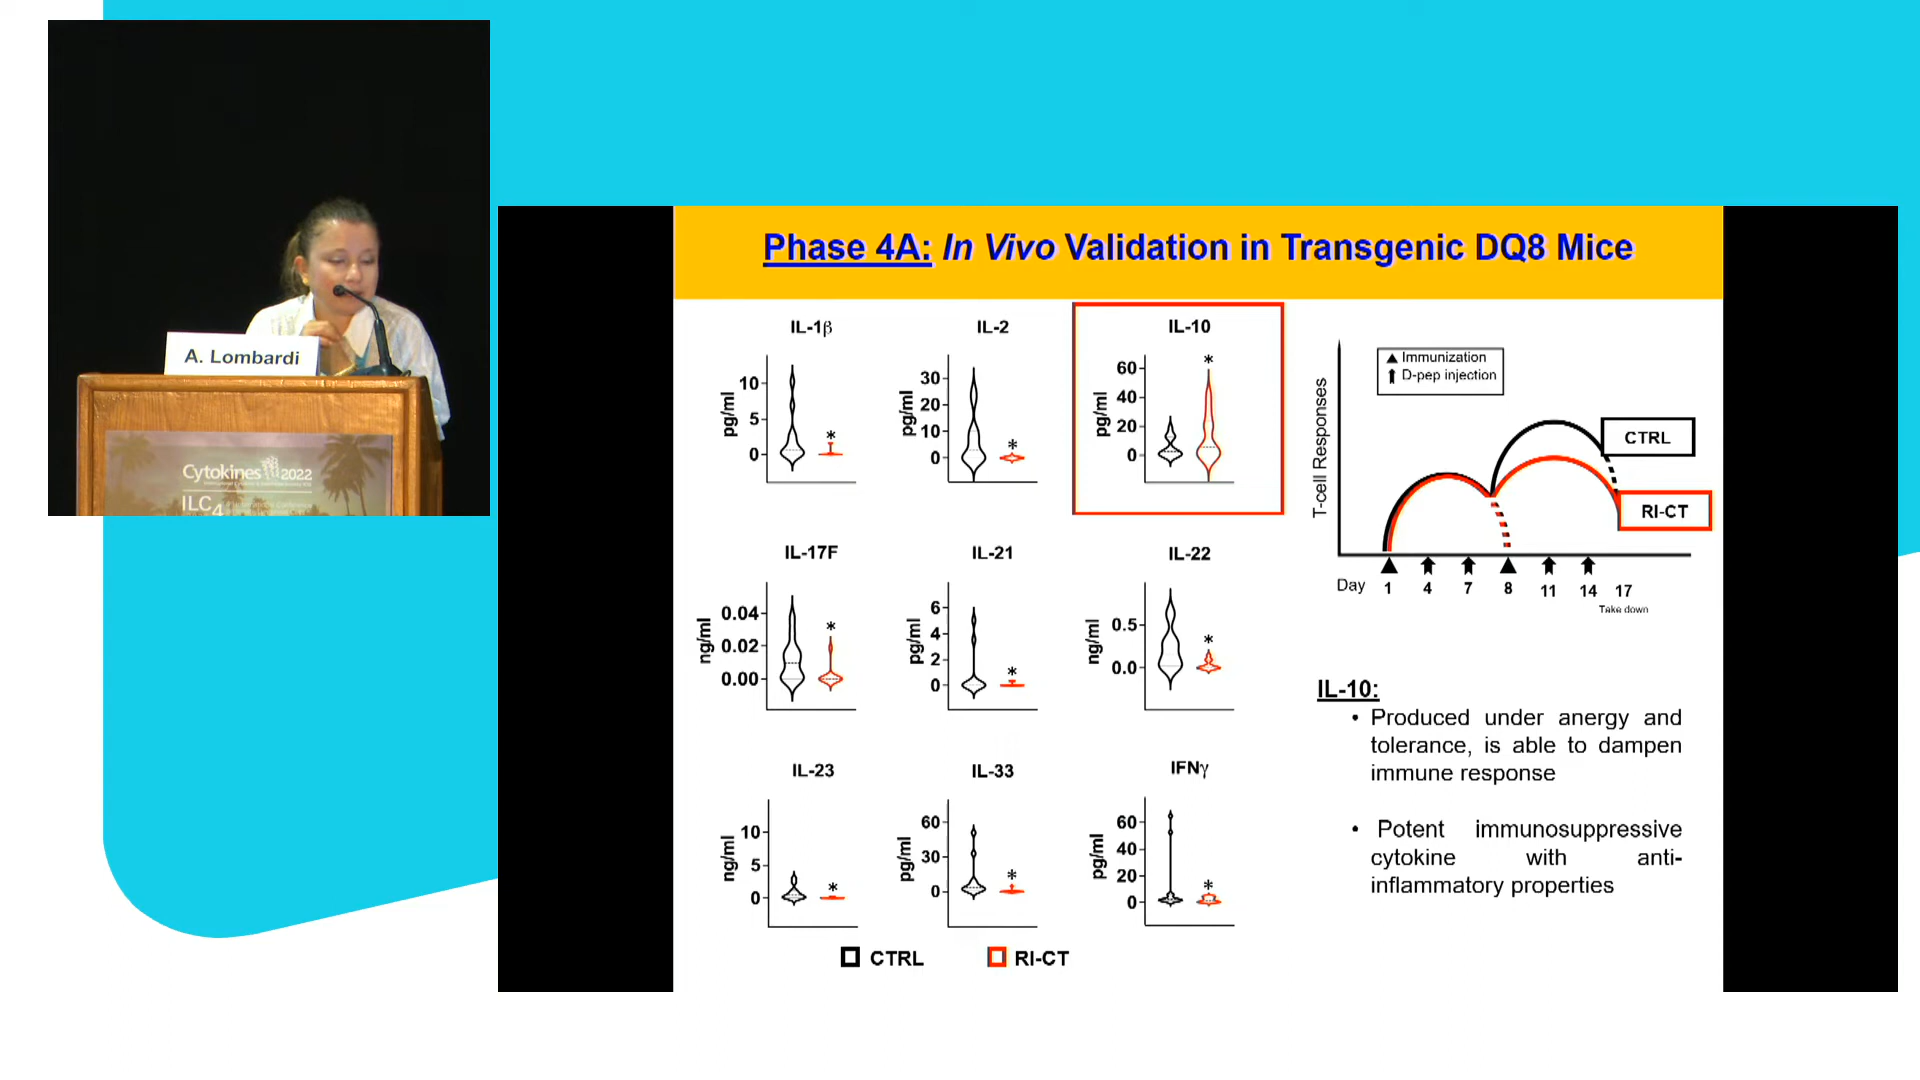 A. Lombardi
Cytokines 2022
ILC4
Phase 4A: In Vivo Validation in Transgenic DQ8 Mice
IL-1β
pg/ml
10
5
0
*
IL-2
pg/ml
30
20
10
0
*
IL-10
pg/ml
60
40
20
0
*
IL-17F
ng/ml
0.04
0.02
0.00
*
IL-21
pg/ml
6
4
2
0
*
IL-22
ng/ml
0.5
0.0
*
IL-23
ng/ml
10
5
0
*
IL-33
pg/ml
60
30
0
*
IFNγ
pg/ml
60
40
20
0
*
CTRL
RI-CT
T-cell Responses
Immunization
D-pep injection
CTRL
RI-CT
Day 1 4 7 8 11 14 17
Take down
IL-10:
• Produced under anergy and
tolerance, is able to dampen
immune response
• Potent immunosuppressive
cytokine with anti-
inflammatory properties